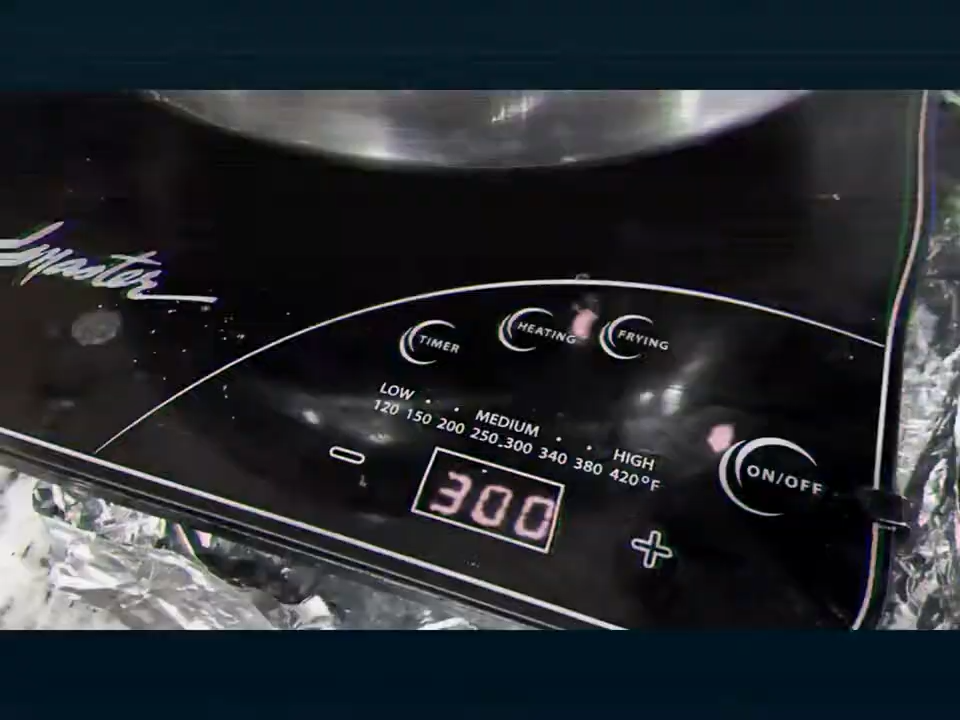 TIMER
HEATING
FRYING
LOW MEDIUM HIGH
120 150 200 250 300 340 380 420°F
300
ON/OFF